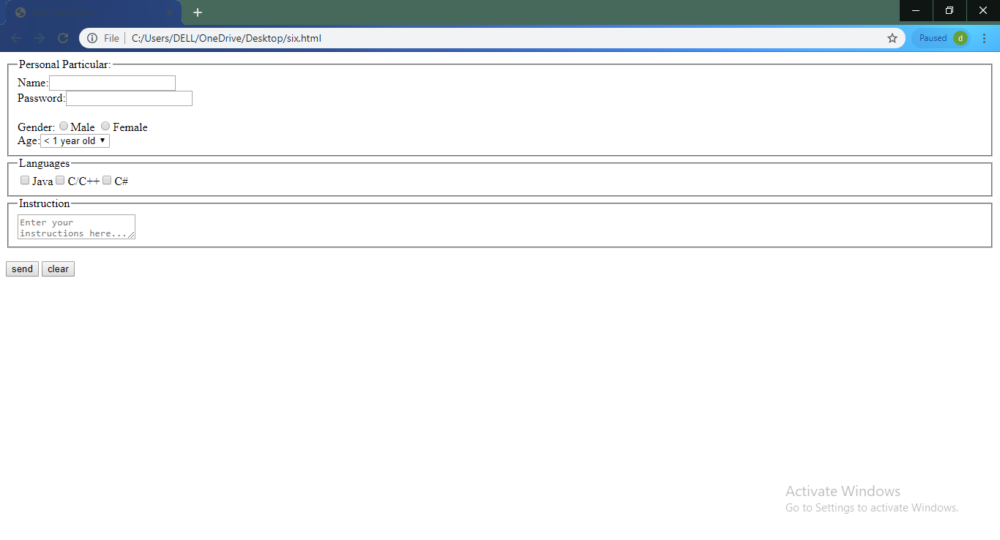 File C:/Users/DELL/OneDrive/Desktop/six.html
Paused d
Personal Particular:
Name:
Password:
Gender: Male Female
Age: < 1 year old
Languages
Java C/C++ C#
Instruction
Enter your
instructions here...
send clear
Activate Windows
Go to Settings to activate Windows.